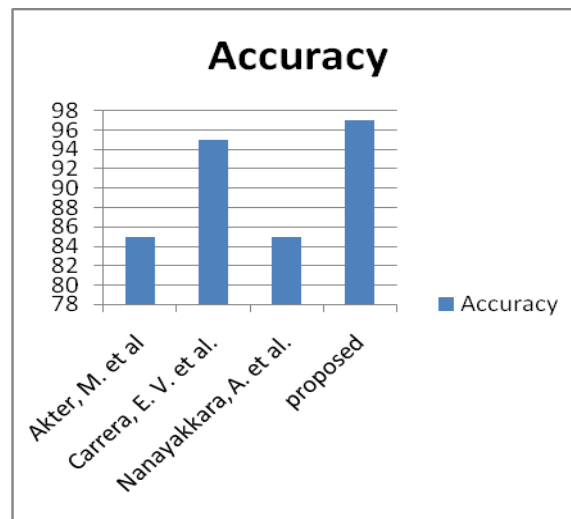 Accuracy
98
96
94
92
90
88
86
84
82
80
78
Akter, M. et al
Carrera, E. V. et al.
Nanayakkara, A. et al.
proposed
Accuracy